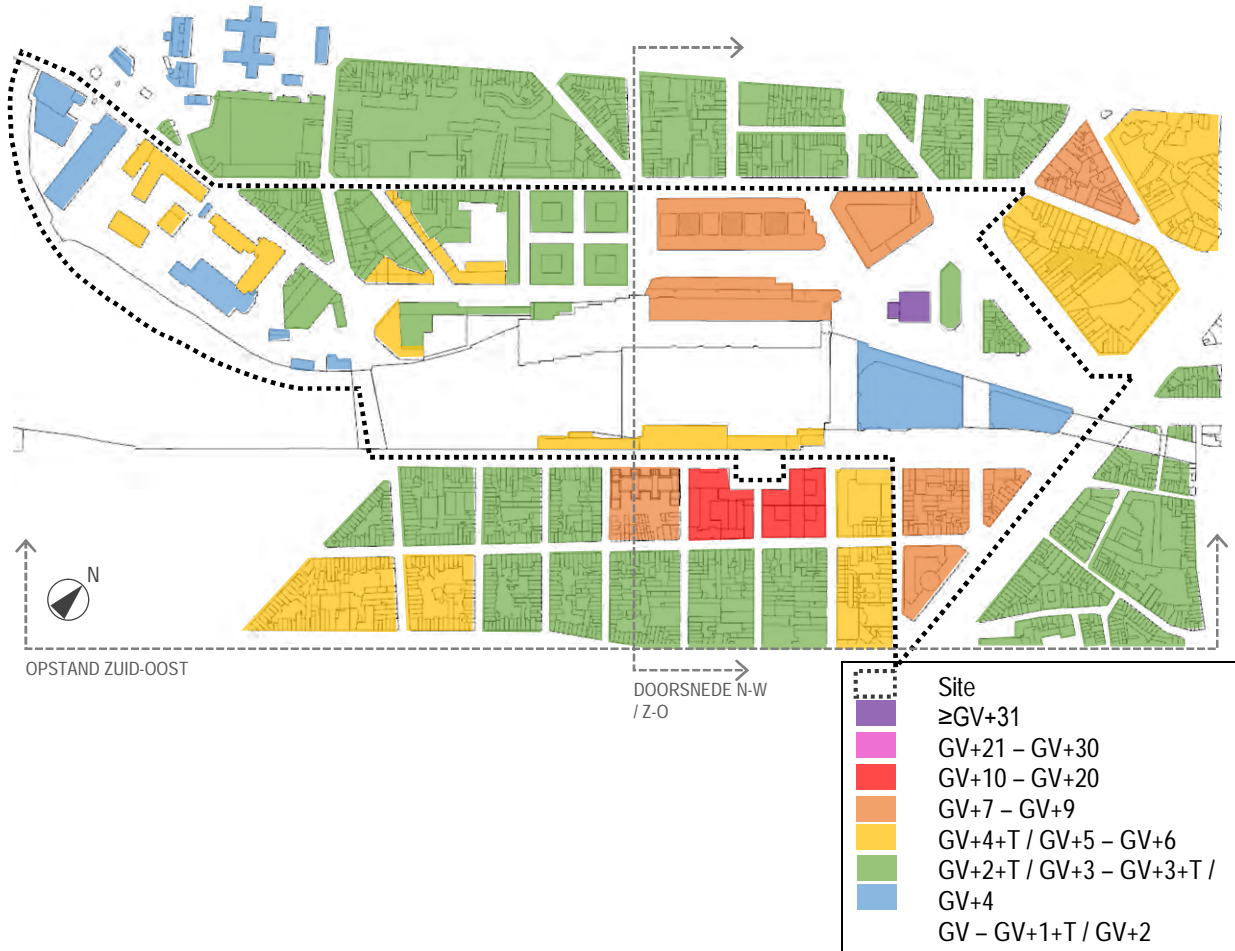 N
OPSTAND ZUID-OOST
DOORSNEDE N-W
/ Z-O
Site
≥GV+31
GV+21 – GV+30
GV+10 – GV+20
GV+7 – GV+9
GV+4+T / GV+5 – GV+6
GV+2+T / GV+3 – GV+3+T /
GV+4
GV – GV+1+T / GV+2